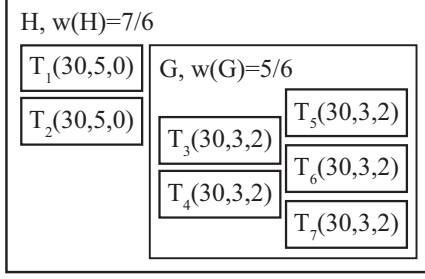 H, w(H)=7/6
T₁(30,5,0)
T₂(30,5,0)
G, w(G)=5/6
T₃(30,3,2)
T₄(30,3,2)
T₅(30,3,2)
T₆(30,3,2)
T₇(30,3,2)